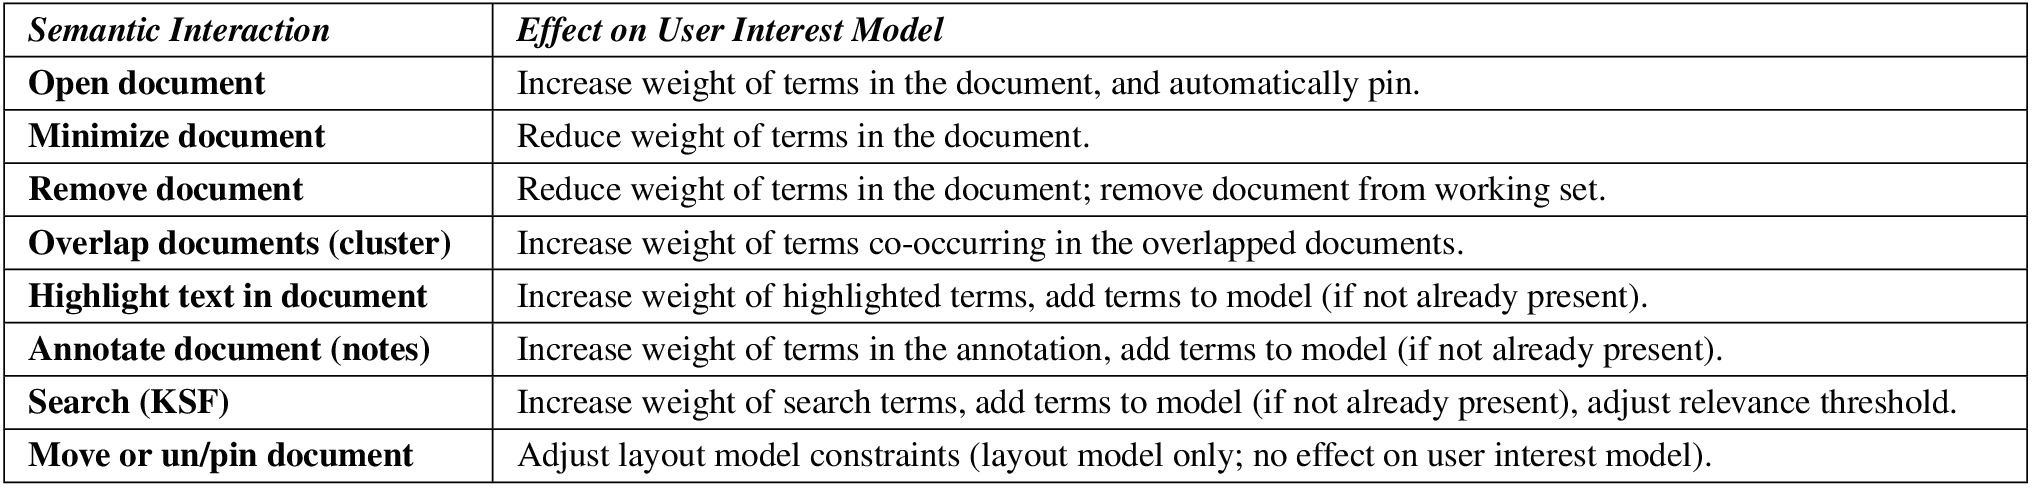 Semantic Interaction Effect on User Interest Model
Open document Increase weight of terms in the document, and automatically pin.
Minimize document Reduce weight of terms in the document.
Remove document Reduce weight of terms in the document; remove document from working set.
Overlap documents (cluster) Increase weight of terms co-occurring in the overlapped documents.
Highlight text in document Increase weight of highlighted terms, add terms to model (if not already present).
Annotate document (notes) Increase weight of terms in the annotation, add terms to model (if not already present).
Search (KSF) Increase weight of search terms, add terms to model (if not already present), adjust relevance threshold.
Move or un/pin document Adjust layout model constraints (layout model only; no effect on user interest model).